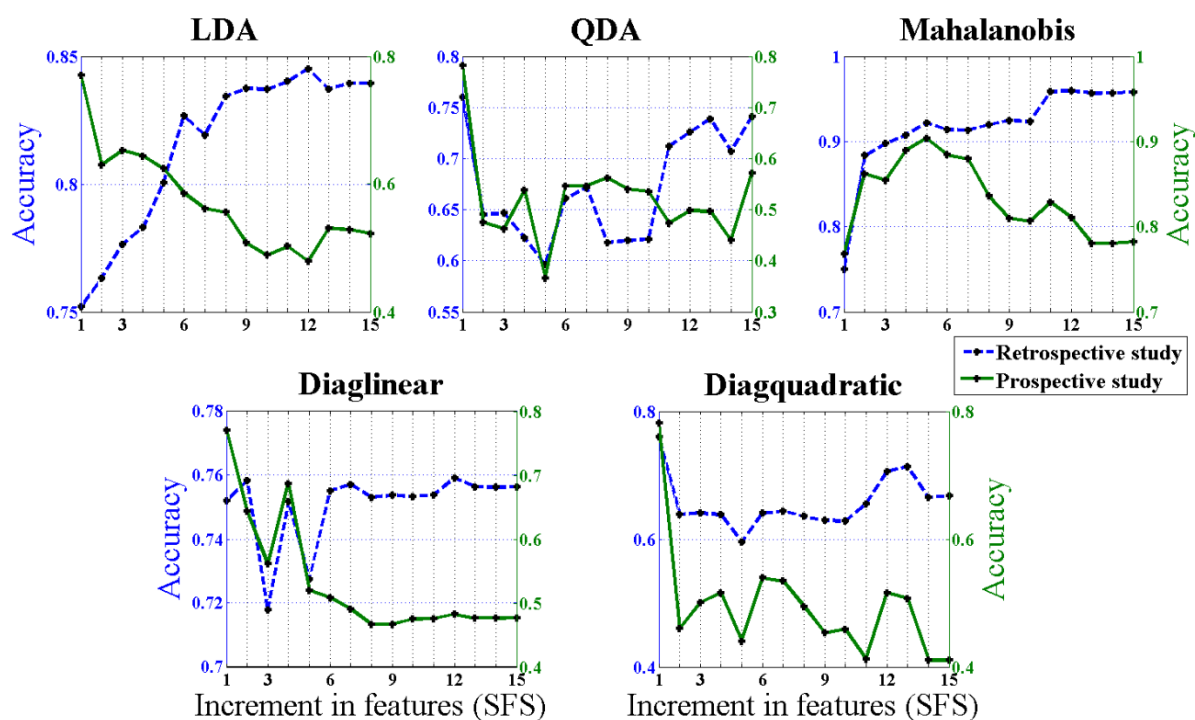 LDA
QDA
Mahalanobis
0.85
0.8
0.75
0.8
0.6
0.4
Accuracy
1 3 6 9 12 15
0.8
0.75
0.7
0.65
0.6
0.55
0.8
0.7
0.6
0.5
0.4
0.3
1 3 6 9 12 15
1
0.9
0.8
0.7
1
0.9
0.8
0.7
Accuracy
1 3 6 9 12 15
Retrospective study
Prospective study
Diaglinear
Diagquadratic
0.78
0.76
0.74
0.72
0.7
0.8
0.7
0.6
0.5
0.4
Accuracy
1 3 6 9 12 15
Increment in features (SFS)
0.8
0.6
0.4
0.8
0.6
0.4
Accuracy
1 3 6 9 12 15
Increment in features (SFS)